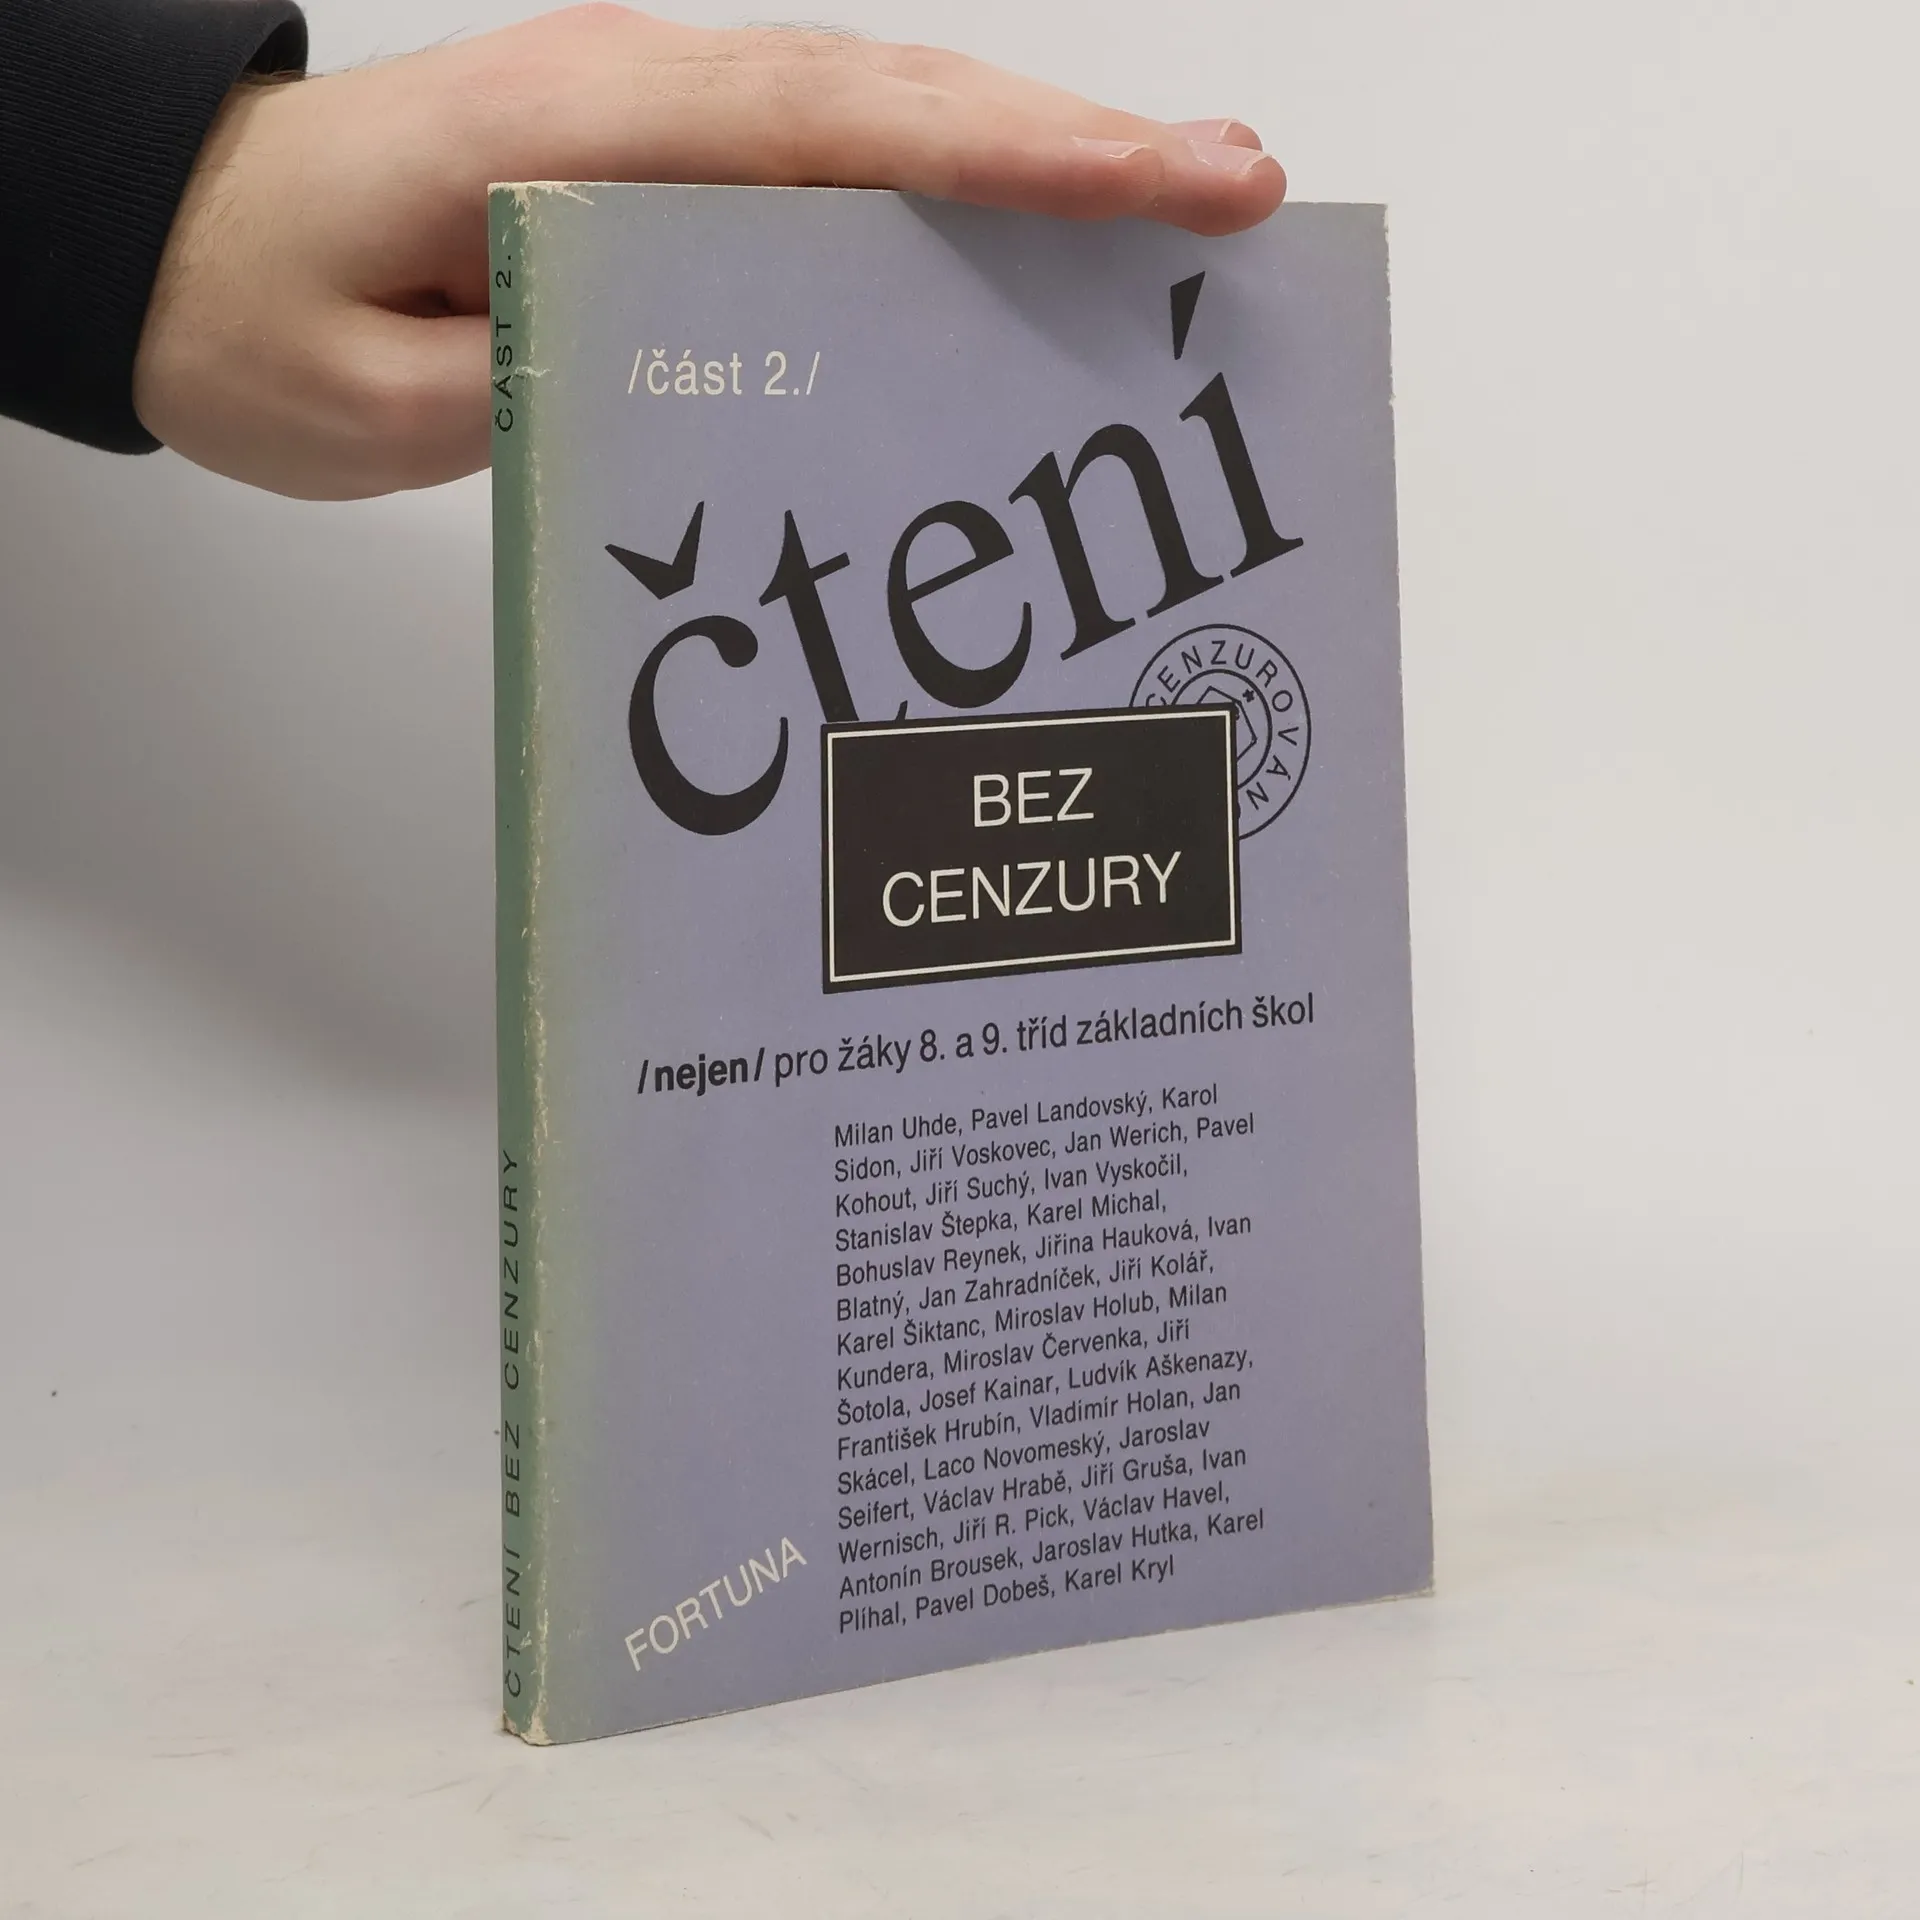 /část 2./
čtení
CENZUROVÁNO
BEZ
CENZURY
/nejen/ pro žáky 8. a 9. tříd základních škol
Milan Uhde, Pavel Landovský, Karol
Sidon, Jiří Voskovec, Jan Werich, Pavel
Kohout, Jiří Suchý, Ivan Vyskočil,
Stanislav Štepka, Karel Michal,
Bohuslav Reynek, Jiřina Hauková, Ivan
Blatný, Jan Zahradníček, Jiří Kolář,
Karel Šiktanc, Miroslav Holub, Milan
Kundera, Miroslav Červenka, Jiří
Šotola, Josef Kainar, Ludvík Aškenazy,
František Hrubín, Vladimír Holan, Jan
Skácel, Laco Novomeský, Jaroslav
Seifert, Václav Hrabě, Jiří Gruša, Ivan
Wernisch, Jiří R. Pick, Václav Havel,
Antonín Brousek, Jaroslav Hutka, Karel
Plíhal, Pavel Dobeš, Karel Kryl
FORTUNA
ČTENÍ BEZ CENZURY ČÁST 2.